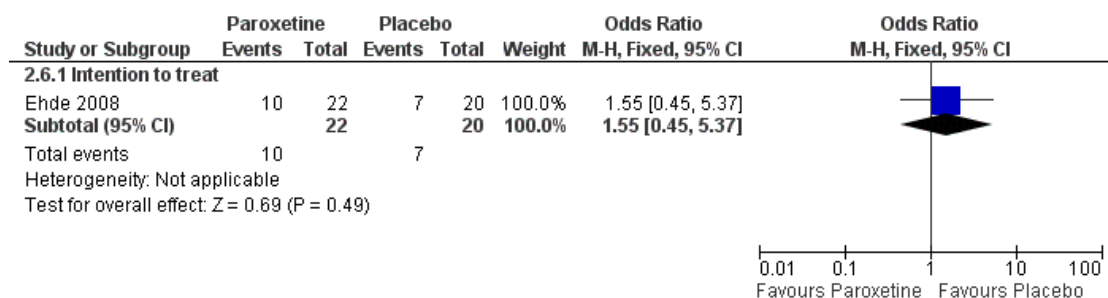 Paroxetine Placebo Odds Ratio Odds Ratio
Study or Subgroup Events Total Events Total Weight M-H, Fixed, 95% CI M-H, Fixed, 95% CI
2.6.1 Intention to treat
Ehde 2008 10 22 7 20 100.0% 1.55 [0.45, 5.37]
Subtotal (95% CI) 22 20 100.0% 1.55 [0.45, 5.37]
Total events 10 7
Heterogeneity: Not applicable
Test for overall effect: Z = 0.69 (P = 0.49)
0.01 0.1 1 10 100
Favours Paroxetine Favours Placebo